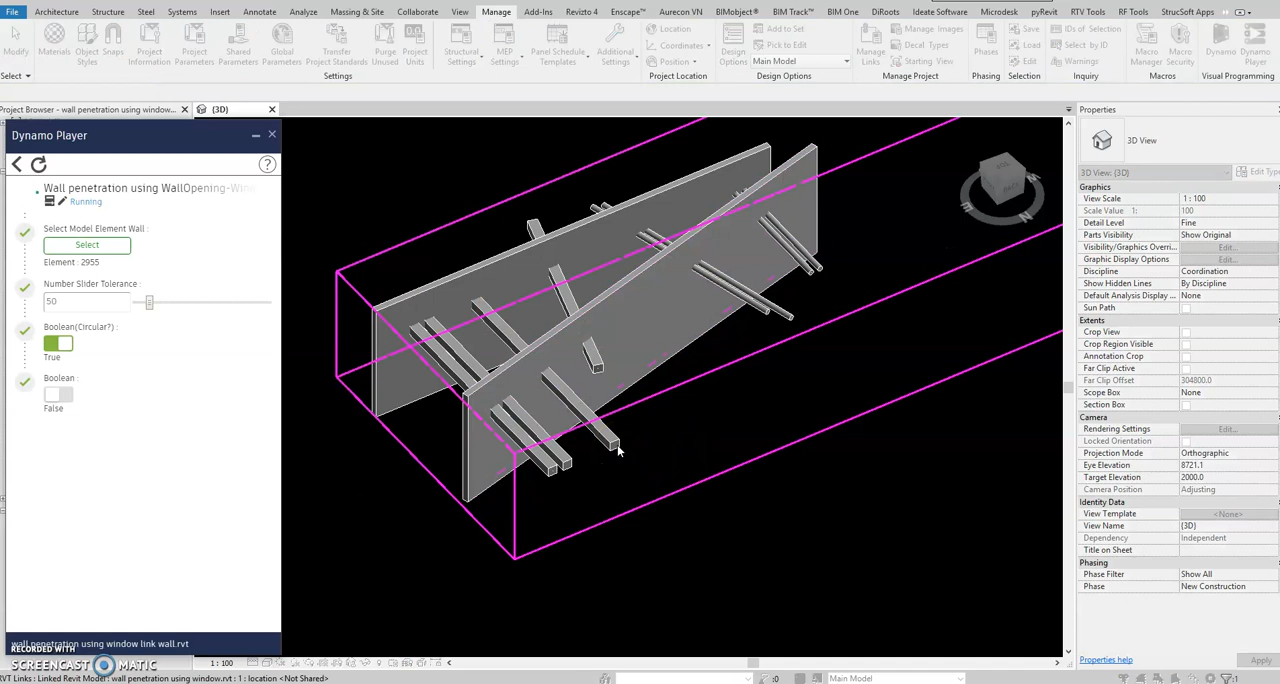 File Architecture Structure Steel Systems Insert Annotate Analyze Massing & Site Collaborate View Manage Add-Ins Revizto 4 Enscape™ Aurecon VN BIMobject® BIM Track™ BIM One DiRoots Ideate Software Microdesk pyRevit RTV Tools RF Tools StrucSoft Apps
Modify Materials Object Styles Snaps Project Information Project Parameters Shared Parameters Global Parameters Transfer Project Standards Purge Unused Project Units Structural Settings MEP Settings Panel Schedule Templates Additional Settings
Location
Coordinates
Position
Design Options
Add to Set
Pick to Edit
Main Model
Manage Links
Manage Images
Decal Types
Starting View
Phases
Save
Load
Edit
IDs of Selection
Select by ID
Warnings
Macro Manager
Macro Security
Dynamo
Dynamo Player
Select Settings Project Location Design Options Manage Project Phasing Selection Inquiry Macros Visual Programming
Project Browser - wall penetration using window...
{3D}
Dynamo Player
?
Wall penetration using WallOpening-Win
Running
Select Model Element Wall :
Select
Element : 2955
Number Slider Tolerance :
50
Boolean(Circular?) :
True
Boolean :
False
wall penetration using window link wall.rvt
RECORDED WITH
SCREENCAST MATIC
Properties
3D View
3D View: {3D} Edit Type
Graphics
View Scale 1 : 100
Scale Value 1: 100
Detail Level Fine
Parts Visibility Show Original
Visibility/Graphics Overri... Edit...
Graphic Display Options Edit...
Discipline Coordination
Show Hidden Lines By Discipline
Default Analysis Display ... None
Sun Path
Extents
Crop View
Crop Region Visible
Annotation Crop
Far Clip Active
Far Clip Offset 304800.0
Scope Box None
Section Box
Camera
Rendering Settings Edit...
Locked Orientation
Projection Mode Orthographic
Eye Elevation 8721.1
Target Elevation 2000.0
Camera Position Adjusting
Identity Data
View Template <None>
View Name {3D}
Dependency Independent
Title on Sheet
Phasing
Phase Filter Show All
Phase New Construction
Properties help Apply
1 : 100
RVT Links : Linked Revit Model : wall penetration using window.rvt : 1 : location <Not Shared>
:0
Main Model
:1